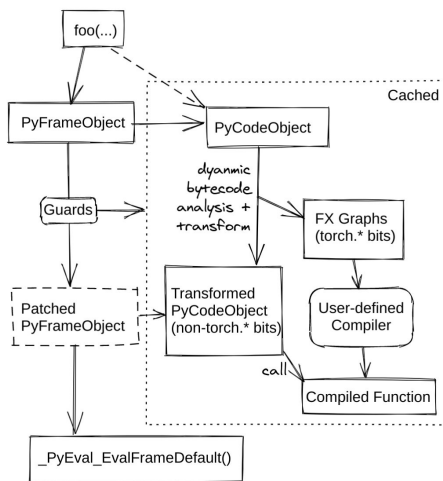 foo(...)
Cached
PyFrameObject
PyCodeObject
dyanmic
bytecode
analysis +
transform
Guards
FX Graphs
(torch.* bits)
Patched
PyFrameObject
Transformed
PyCodeObject
(non-torch.* bits)
User-defined
Compiler
call
Compiled Function
_PyEval_EvalFrameDefault()